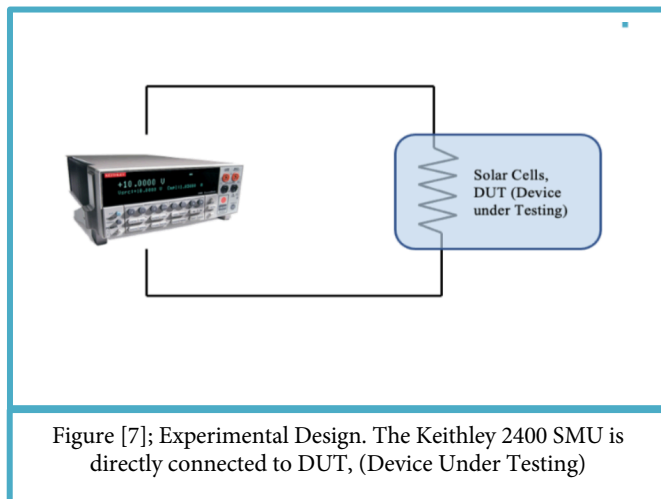 KEITHLEY
+10.0000 V
Solar Cells,
DUT (Device
under Testing)
Figure [7]; Experimental Design. The Keithley 2400 SMU is
directly connected to DUT, (Device Under Testing)